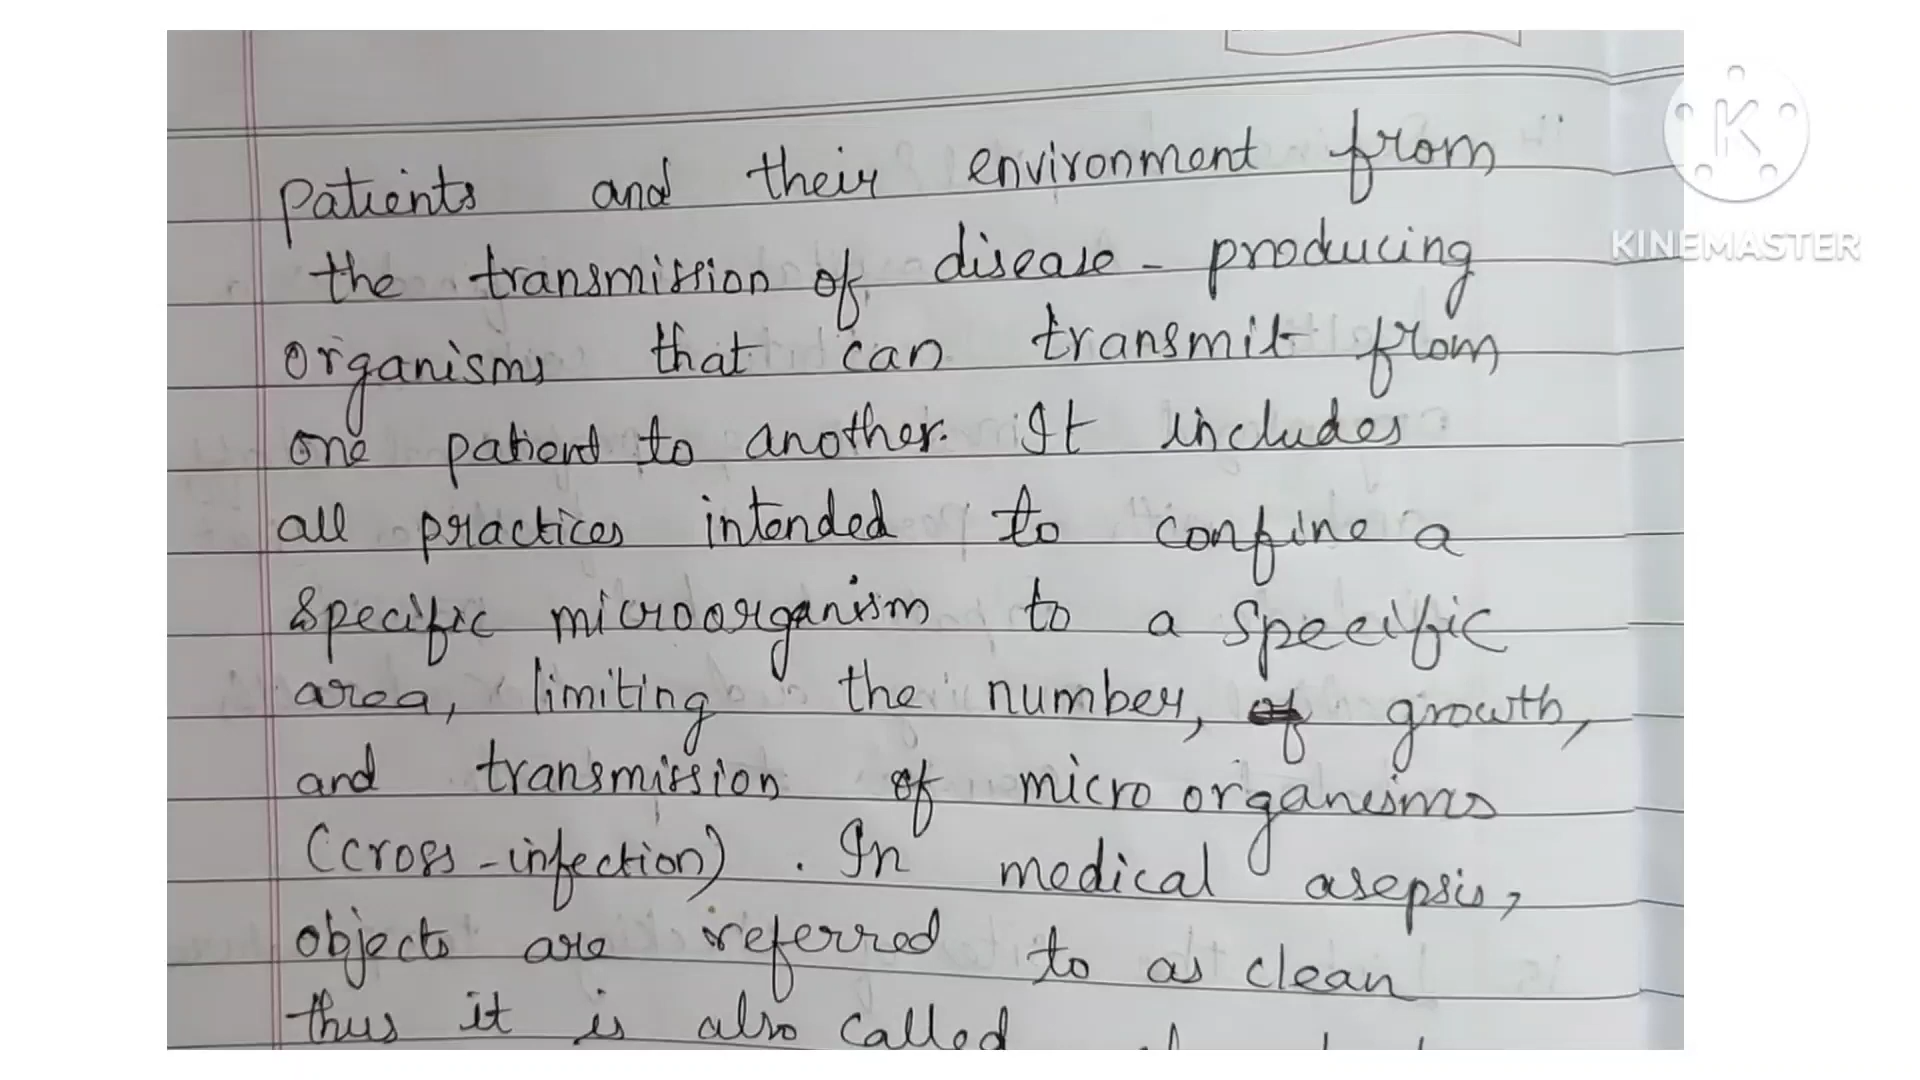 patients and their environment from
the transmission of disease - producing
organisms that can transmit from
one patient to another. It includes
all practices intended to confine a
specific microorganism to a specific
area, limiting the number, of growth,
and transmission of micro organisms
(cross-infection). In medical asepsis,
objects are referred to as clean
thus it is also called
KINEMASTER